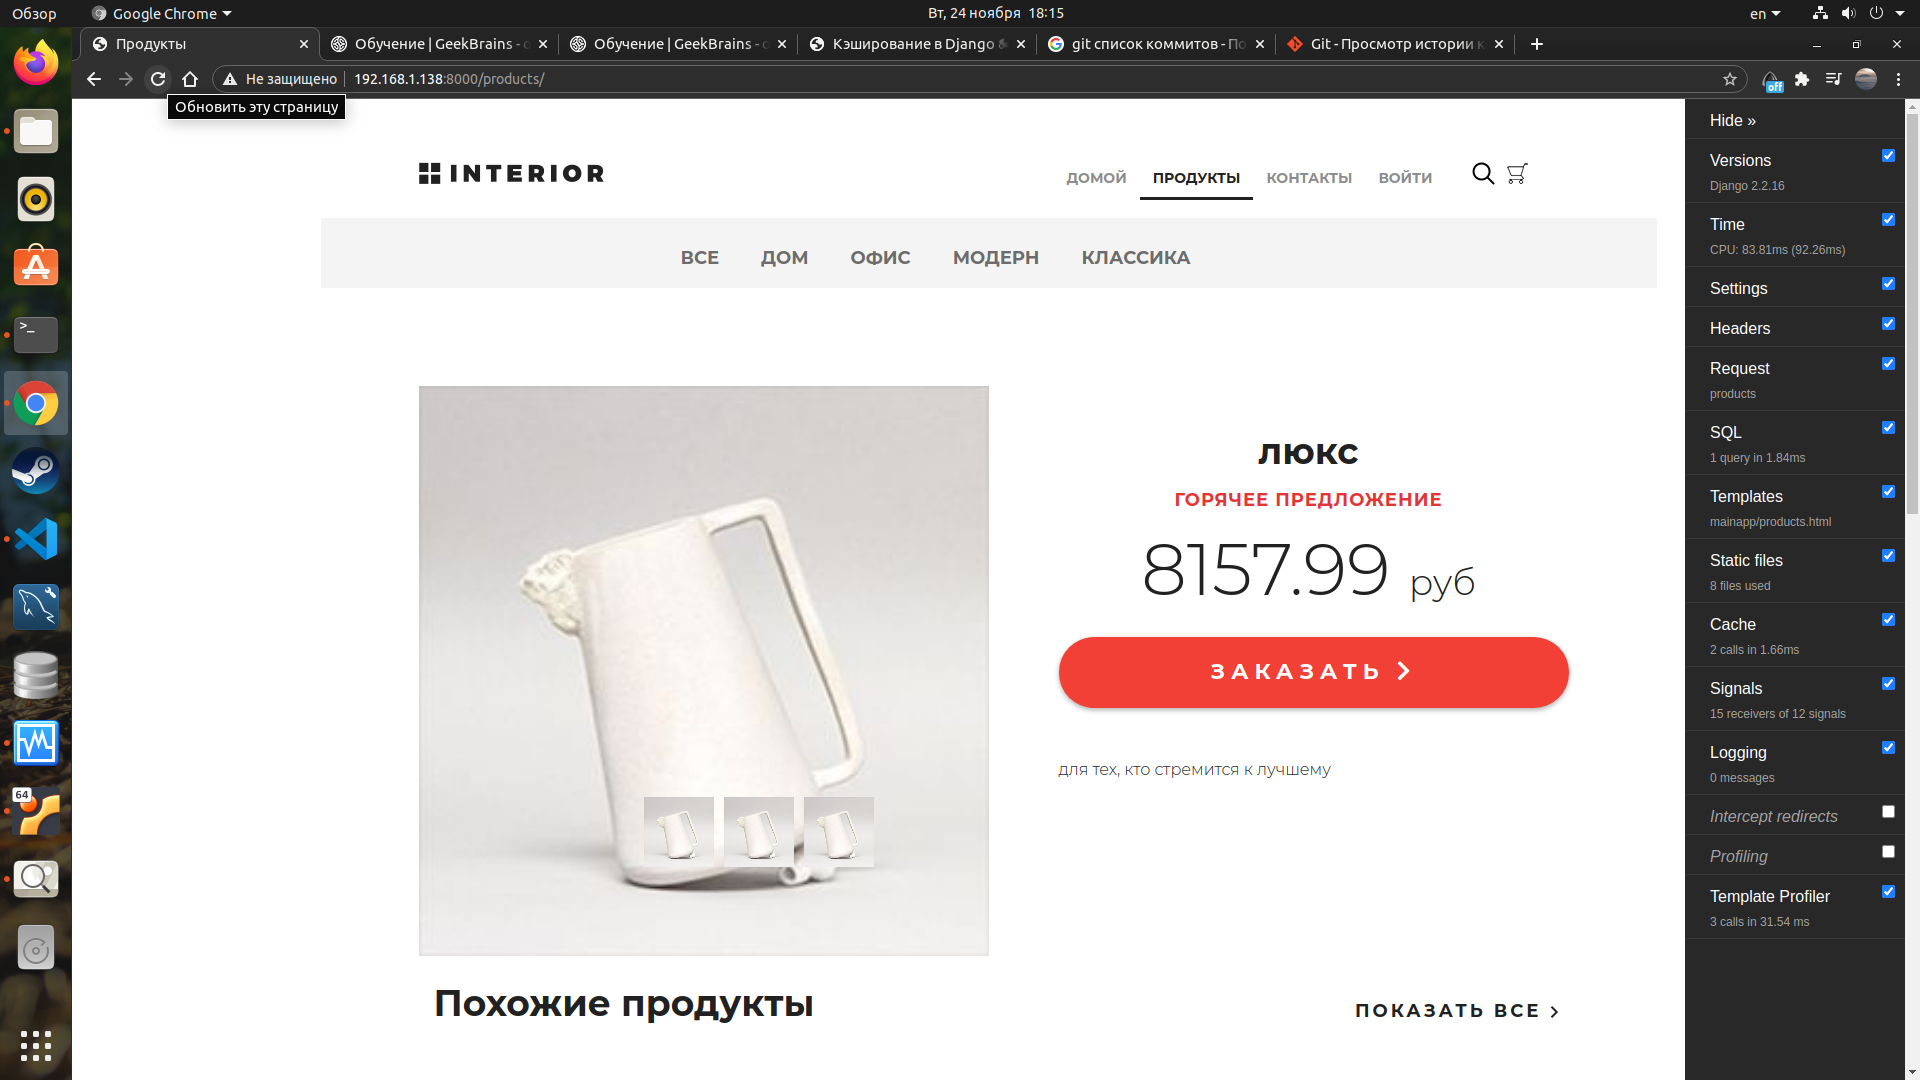 Обзор
Google Chrome
Вт, 24 ноября 18:15
en
Продукты
Обучение | GeekBrains - 
Обучение | GeekBrains - 
Кэширование в Django
git список коммитов - По
Git - Просмотр истории к
Не защищено
192.168.1.138:8000/products/
off
Обновить эту страницу
INTERIOR
ДОМОЙ
ПРОДУКТЫ
КОНТАКТЫ
ВОЙТИ
ВСЕ
ДОМ
ОФИС
МОДЕРН
КЛАССИКА
ЛЮКС
ГОРЯЧЕЕ ПРЕДЛОЖЕНИЕ
8157.99 руб
ЗАКАЗАТЬ
для тех, кто стремится к лучшему
Похожие продукты
ПОКАЗАТЬ ВСЕ
Hide »
Versions
Django 2.2.16
Time
CPU: 83.81ms (92.26ms)
Settings
Headers
Request
products
SQL
1 query in 1.84ms
Templates
mainapp/products.html
Static files
8 files used
Cache
2 calls in 1.66ms
Signals
15 receivers of 12 signals
Logging
0 messages
Intercept redirects
Profiling
Template Profiler
3 calls in 31.54 ms
>_
64